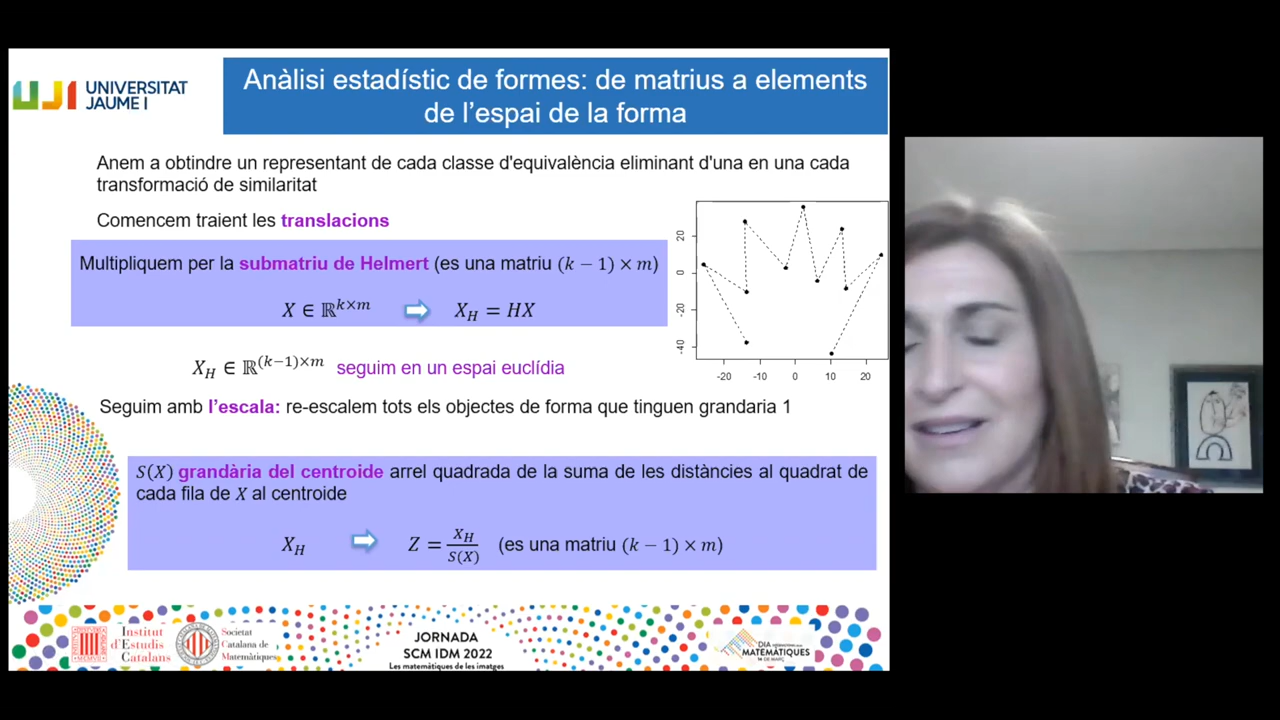 UJI UNIVERSITAT
JAUME I
Anàlisi estadístic de formes: de matrius a elements
de l'espai de la forma
Anem a obtindre un representant de cada classe d'equivalència eliminant d'una en una cada
transformació de similaritat
Comencem traient les translacions
Multipliquem per la submatriu de Helmert (es una matriu (k − 1) × m)
X ∈ ℝ^{k×m} ⇨ X_H = HX
X_H ∈ ℝ^{(k−1)×m} seguim en un espai euclídia
20
0
-20
-40
-20 -10 0 10 20
Seguim amb l'escala: re-escalem tots els objectes de forma que tinguen grandaria 1
S(X) grandària del centroide arrel quadrada de la suma de les distàncies al quadrat de
cada fila de X al centroide
X_H ⇨ Z = X_H / S(X) (es una matriu (k − 1) × m)
Institut
d'Estudis
Catalans
Societat
Catalana de
Matemàtiques
JORNADA
SCM IDM 2022
Les matemàtiques de les imatges
DIA
MATEMÀTIQUES
14 DE MARÇ